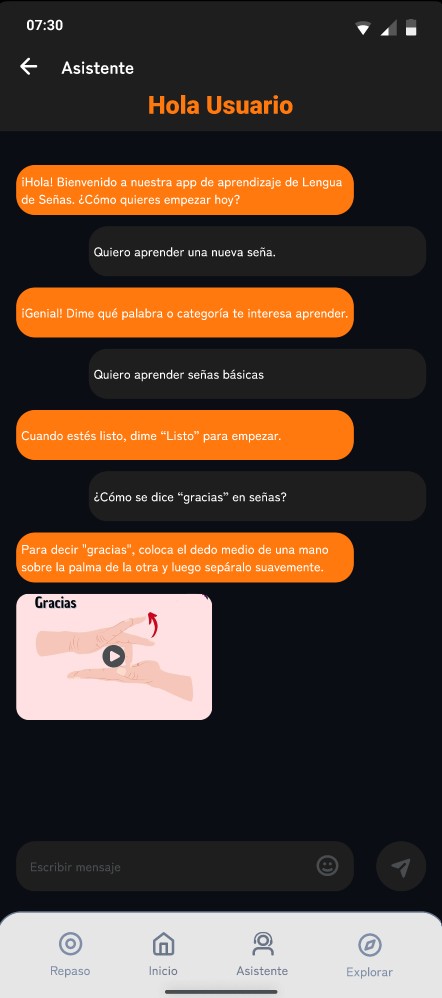 07:30
Asistente
Hola Usuario
¡Hola! Bienvenido a nuestra app de aprendizaje de Lengua
de Señas. ¿Cómo quieres empezar hoy?
Quiero aprender una nueva seña.
¡Genial! Dime qué palabra o categoría te interesa aprender.
Quiero aprender señas básicas
Cuando estés listo, dime “Listo” para empezar.
¿Cómo se dice “gracias” en señas?
Para decir "gracias", coloca el dedo medio de una mano
sobre la palma de la otra y luego sepáralo suavemente.
Gracias
Escribir mensaje
Repaso Inicio Asistente Explorar